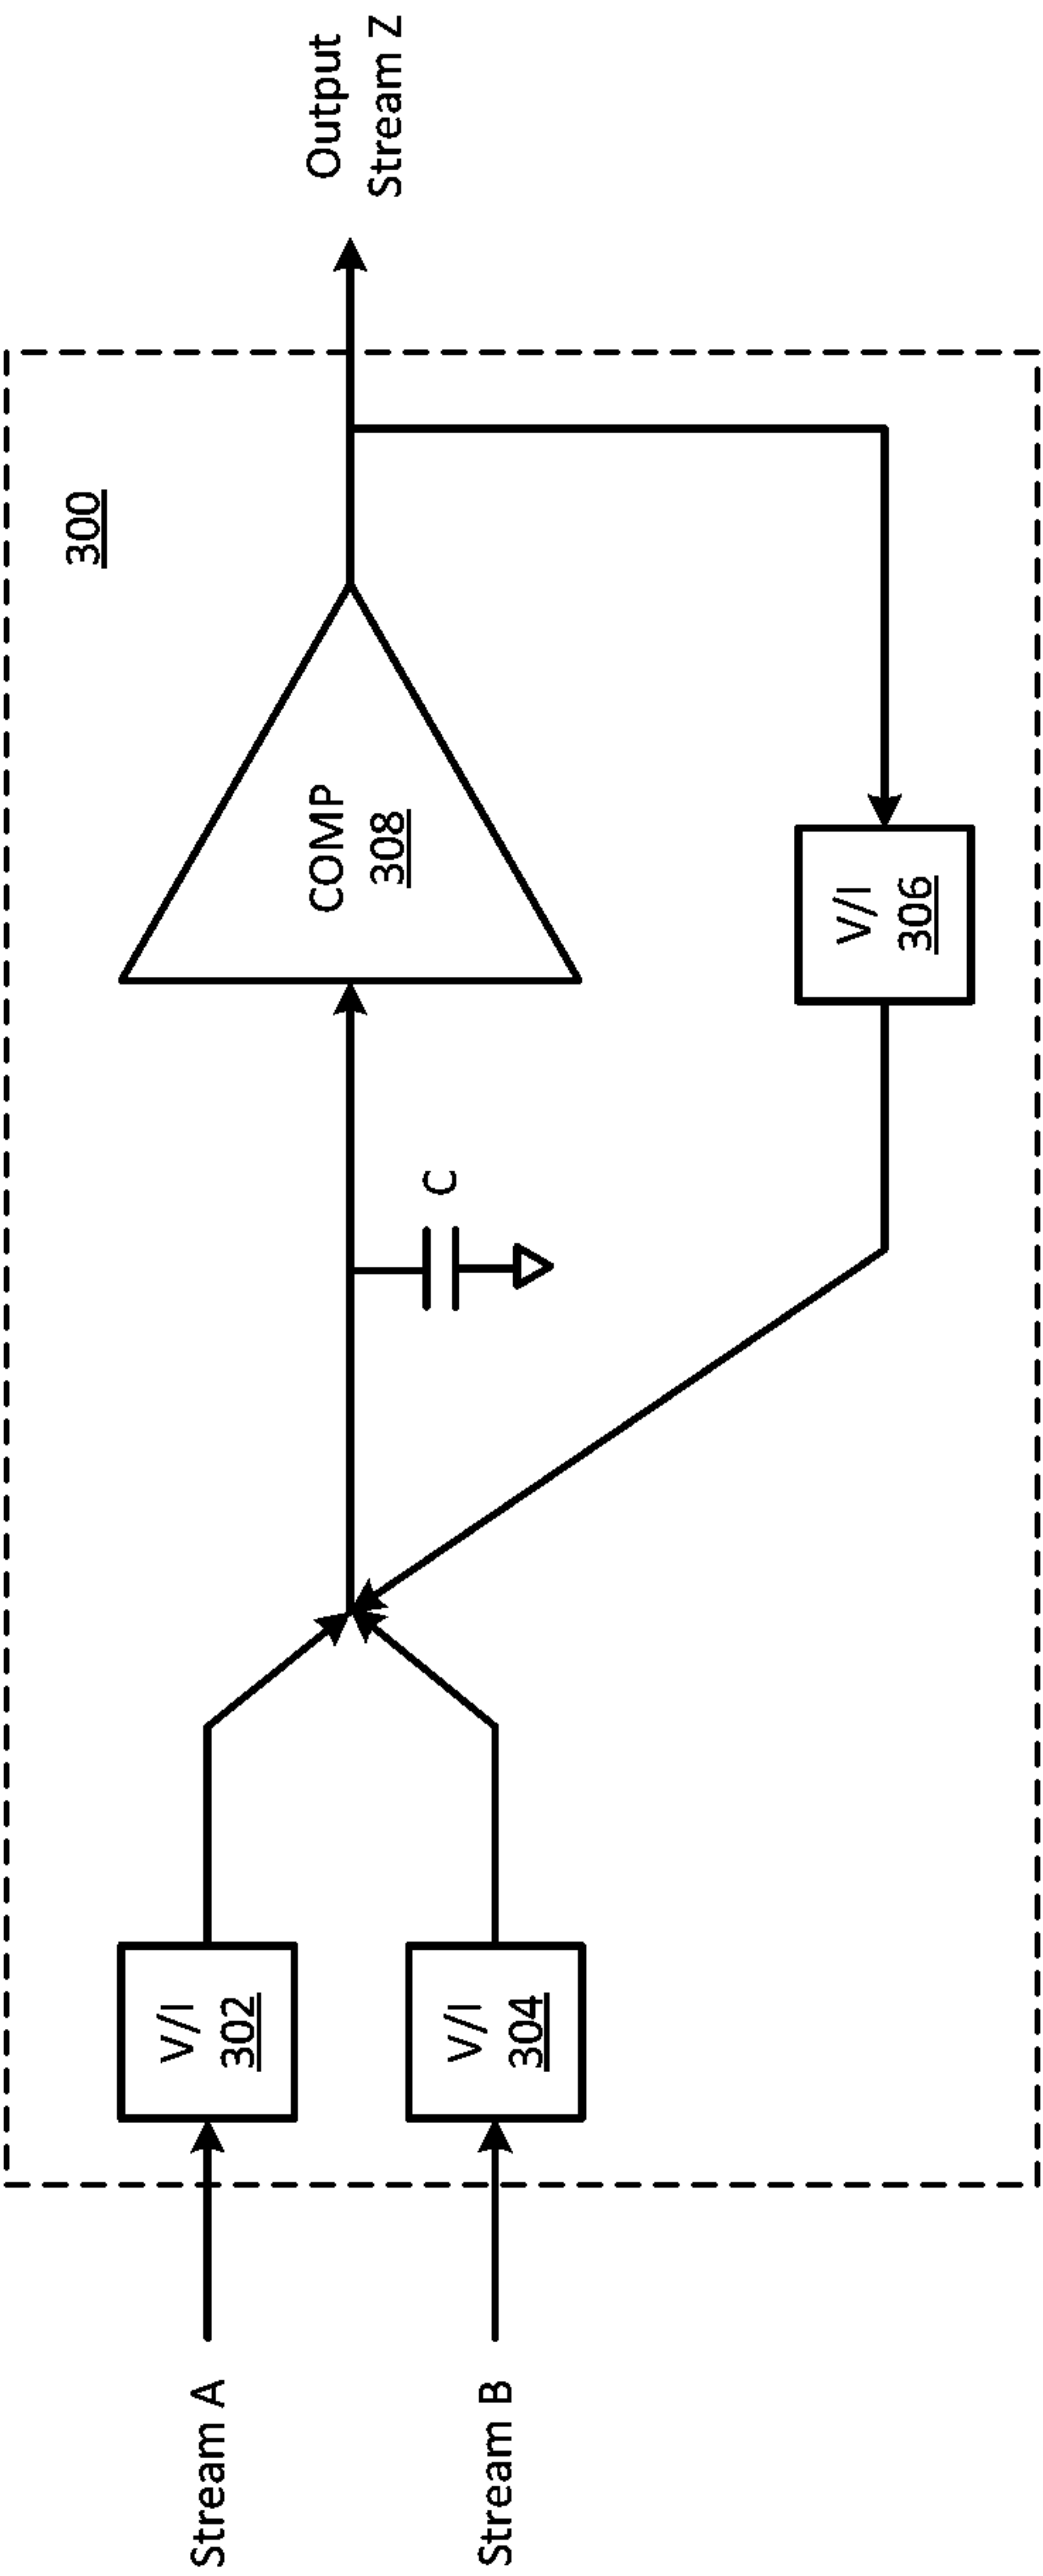 300
Stream A
V/I
302
Stream B
V/I
304
C
COMP
308
V/I
306
Output
Stream Z